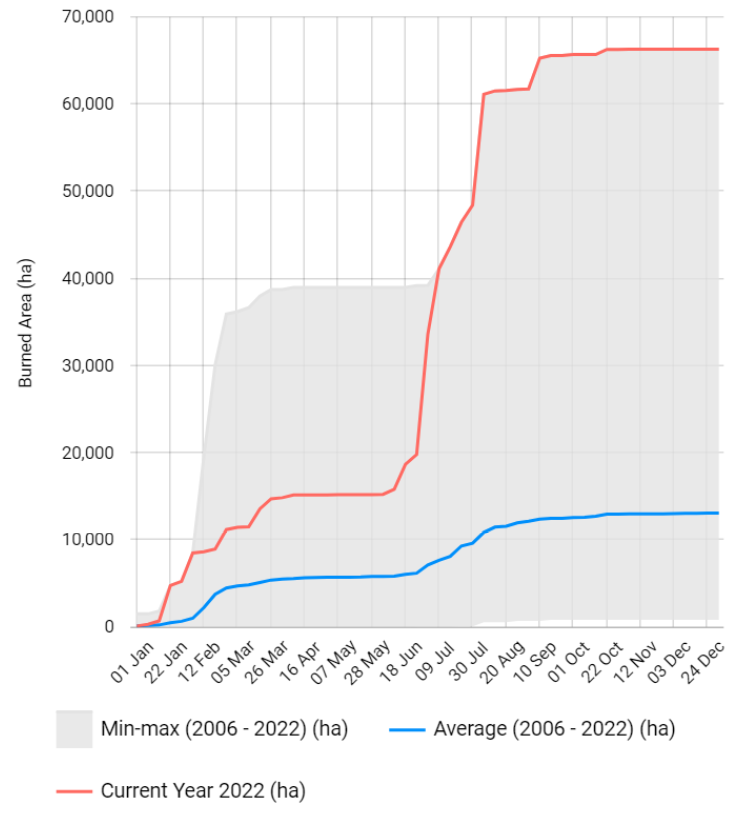 70,000
60,000
50,000
40,000
30,000
20,000
10,000
0
Burned Area (ha)
01 Jan
22 Jan
12 Feb
05 Mar
26 Mar
16 Apr
07 May
28 May
18 Jun
09 Jul
30 Jul
20 Aug
10 Sep
01 Oct
22 Oct
12 Nov
03 Dec
24 Dec
Min-max (2006 - 2022) (ha)
Average (2006 - 2022) (ha)
Current Year 2022 (ha)